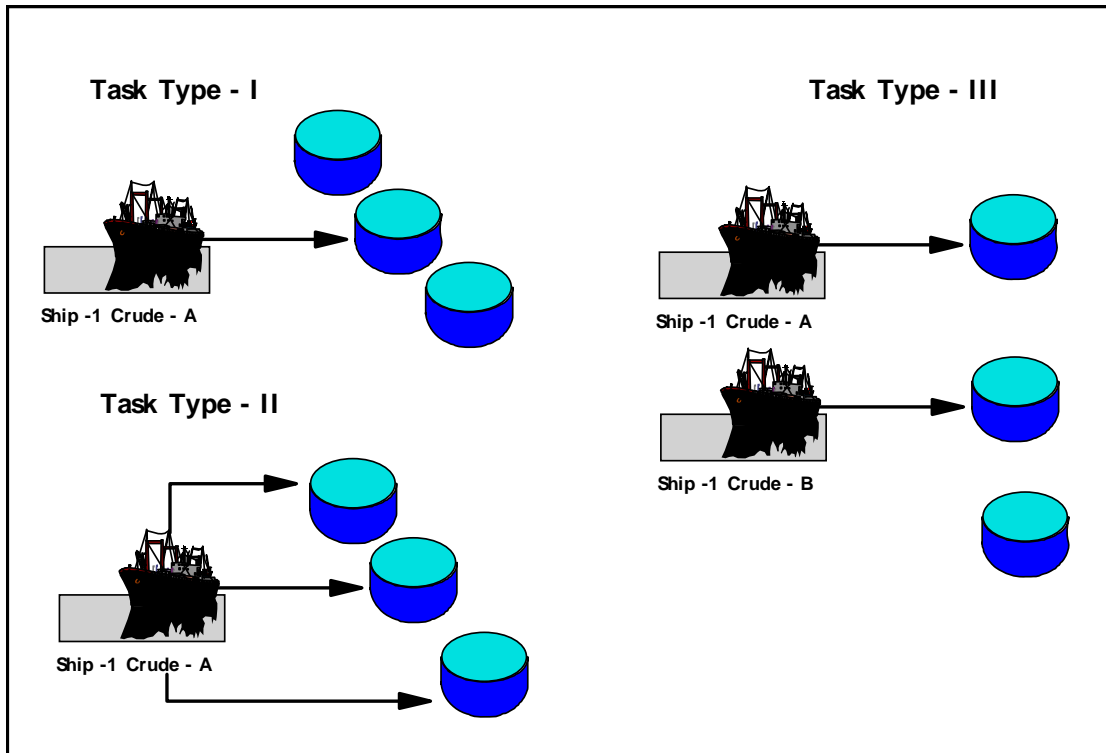 Task Type - I
Ship -1 Crude - A
Task Type - II
Ship -1 Crude - A
Task Type - III
Ship -1 Crude - A
Ship -1 Crude - B